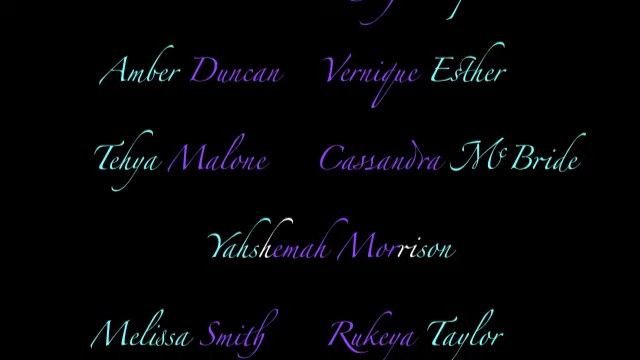 Amber Duncan Vernique Esther
Tehya Malone Cassandra McBride
Yahshemah Morrison
Melissa Smith Rukeya Taylor